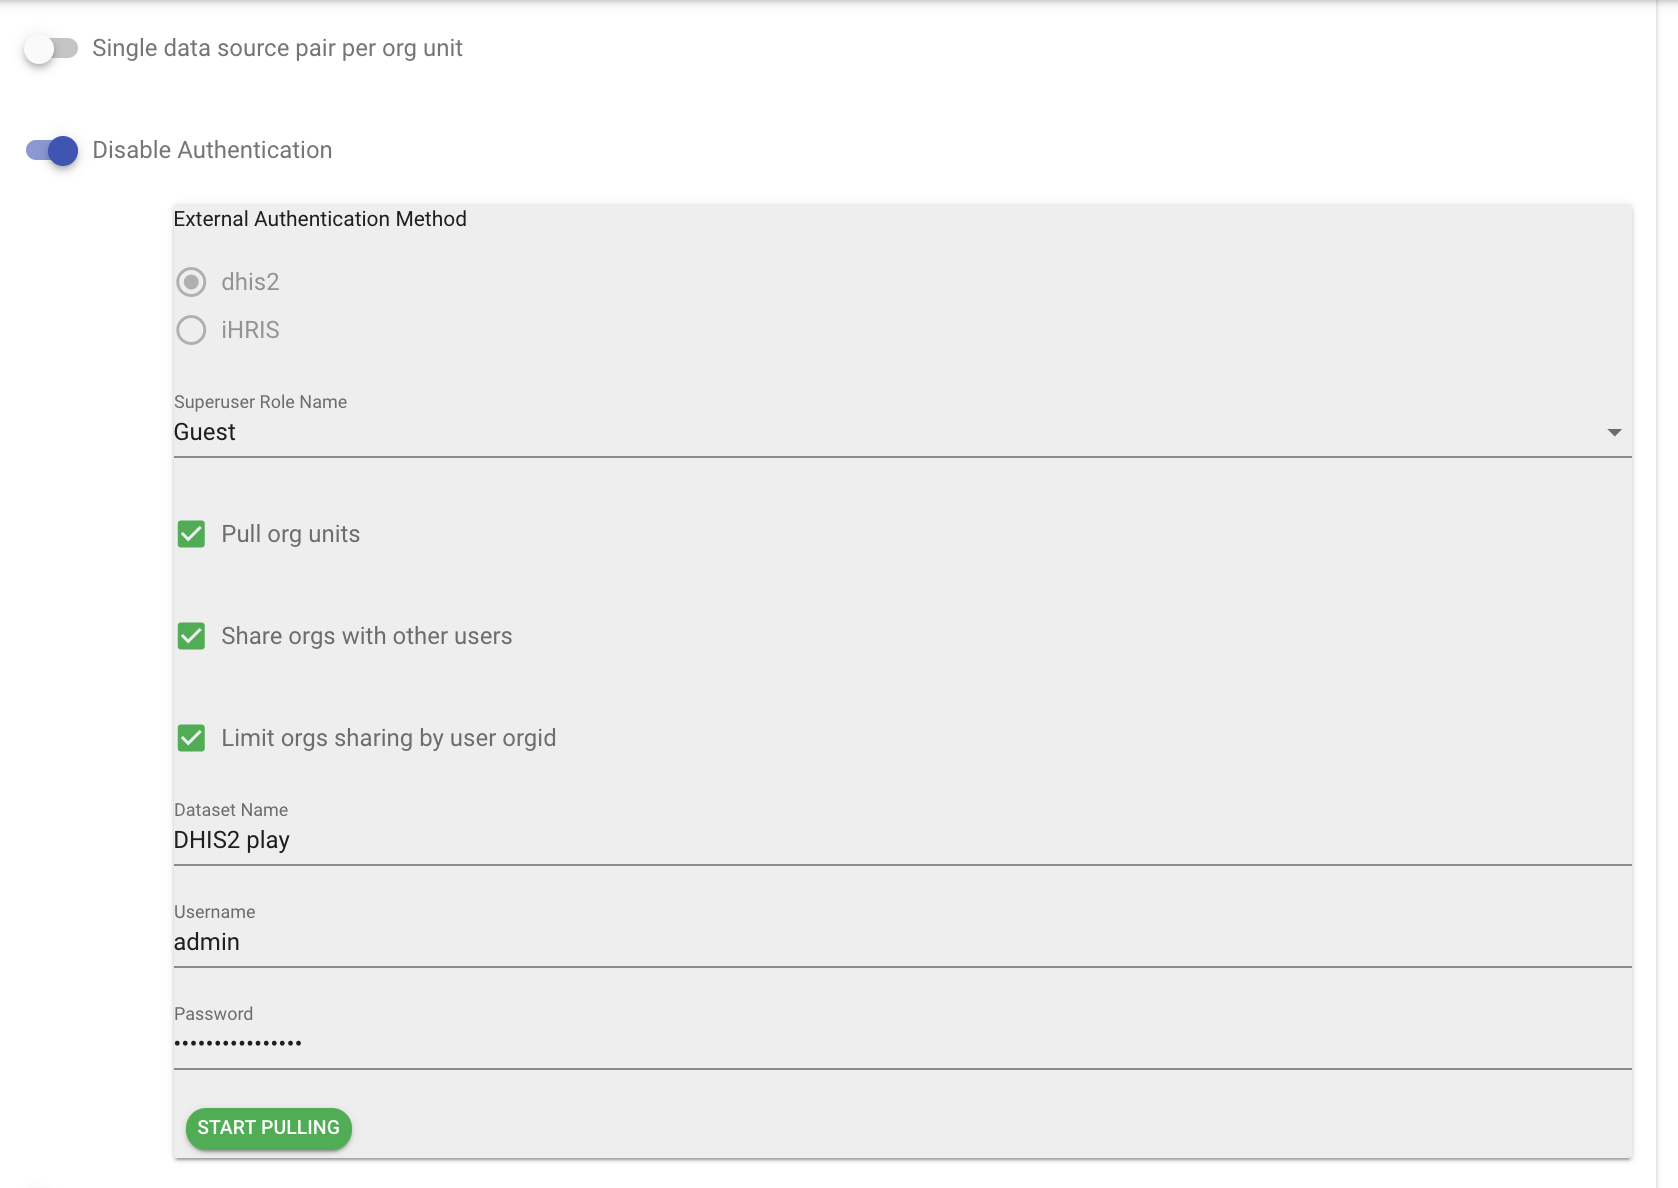 Single data source pair per org unit
Disable Authentication
External Authentication Method
dhis2
iHRIS
Superuser Role Name
Guest
Pull org units
Share orgs with other users
Limit orgs sharing by user orgid
Dataset Name
DHIS2 play
Username
admin
Password
••••••••••••••••
START PULLING